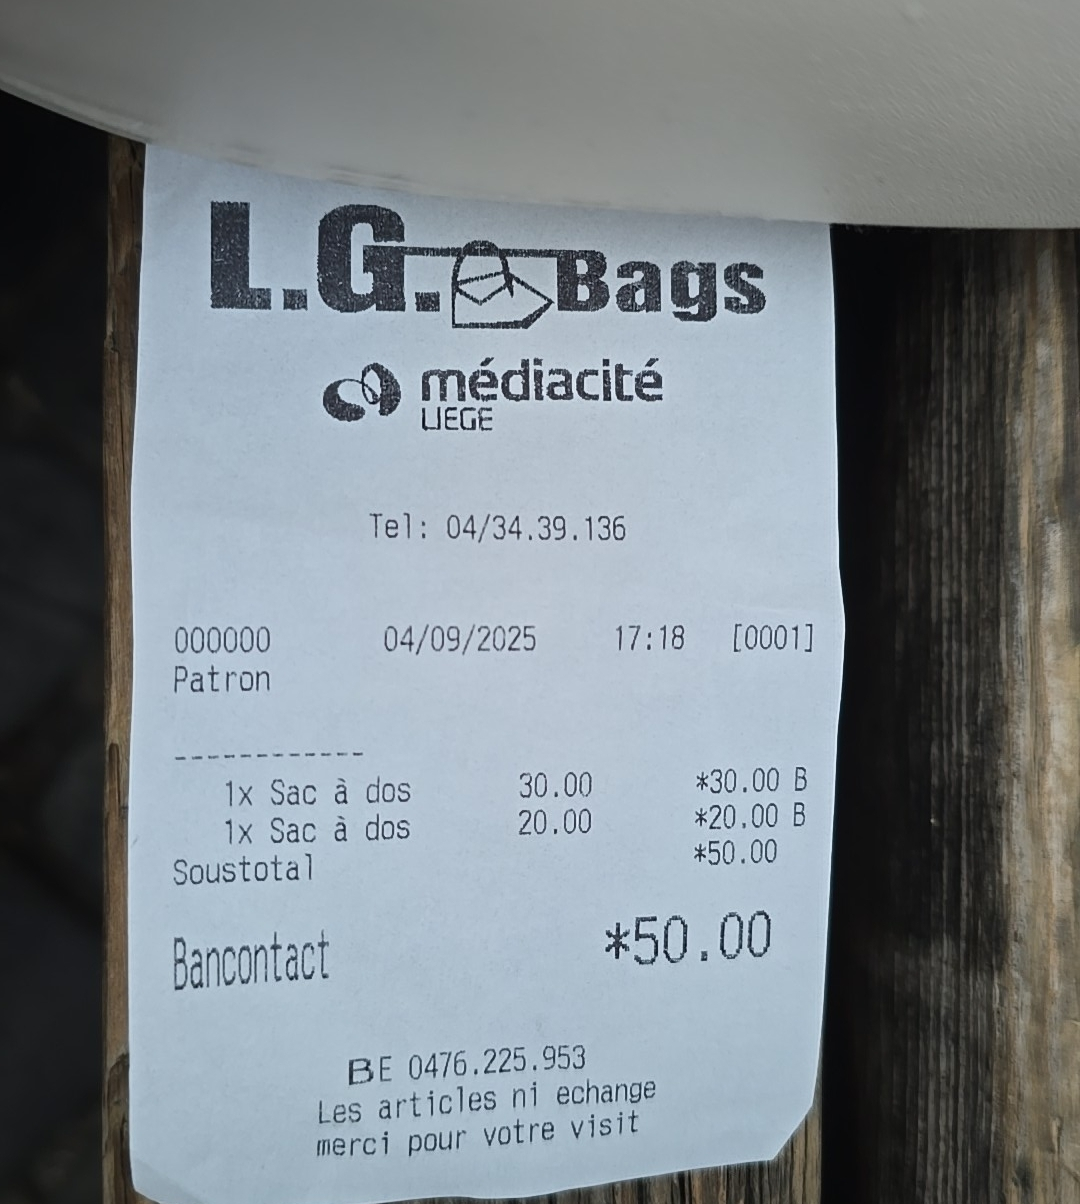 L.G. Bags
médiacité
LIEGE
Tel: 04/34.39.136
000000 04/09/2025 17:18 [0001]
Patron
------------
1x Sac à dos 30.00 *30.00 B
1x Sac à dos 20.00 *20.00 B
Soustotal *50.00
Bancontact *50.00
BE 0476.225.953
Les articles ni echange
merci pour votre visit